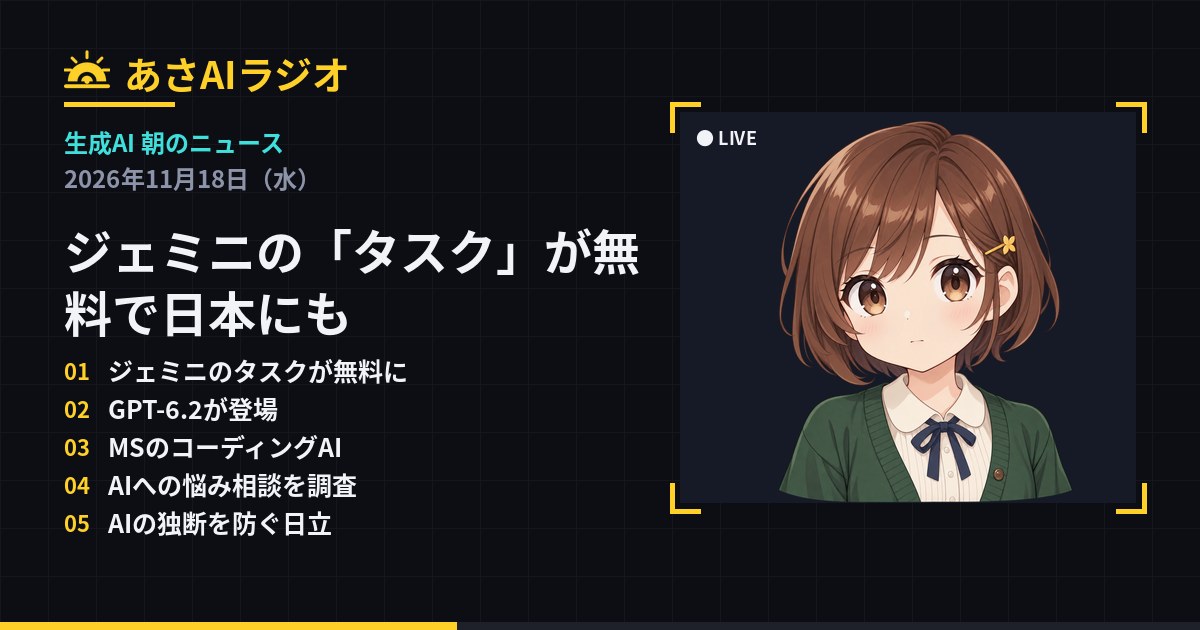 あさAIラジオ
生成AI 朝のニュース
2026年11月18日（水）
ジェミニの「タスク」が無
料で日本にも
01 ジェミニのタスクが無料に
02 GPT-6.2が登場
03 MSのコーディングAI
04 AIへの悩み相談を調査
05 AIの独断を防ぐ日立
LIVE